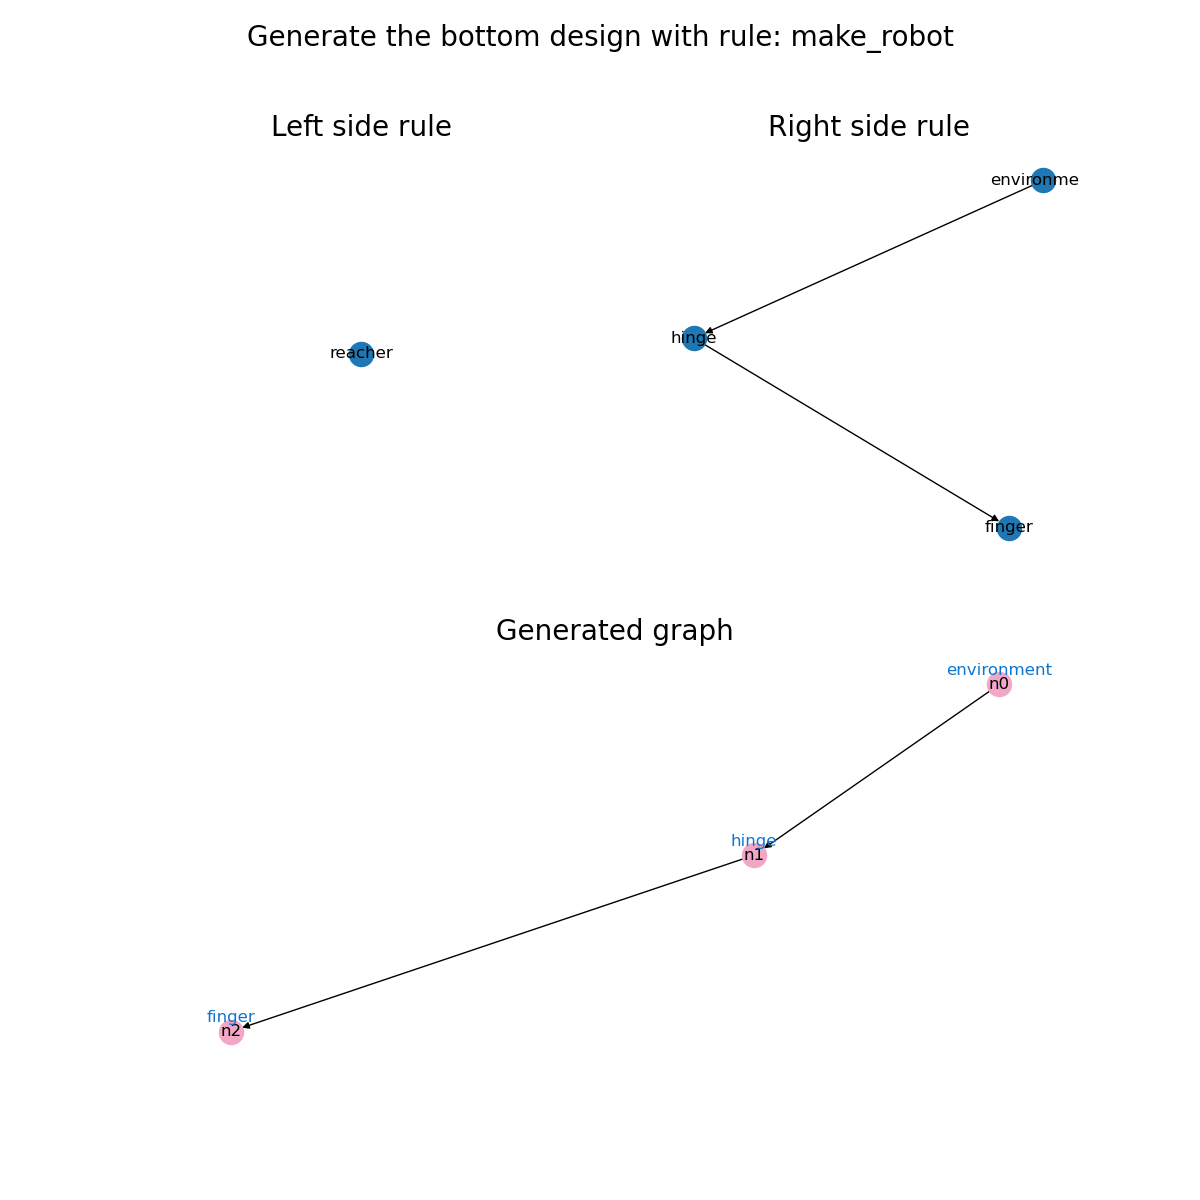 Generate the bottom design with rule: make_robot
Left side rule
Right side rule
environme
hinge
reacher
finger
Generated graph
environment
n0
hinge
n1
finger
n2